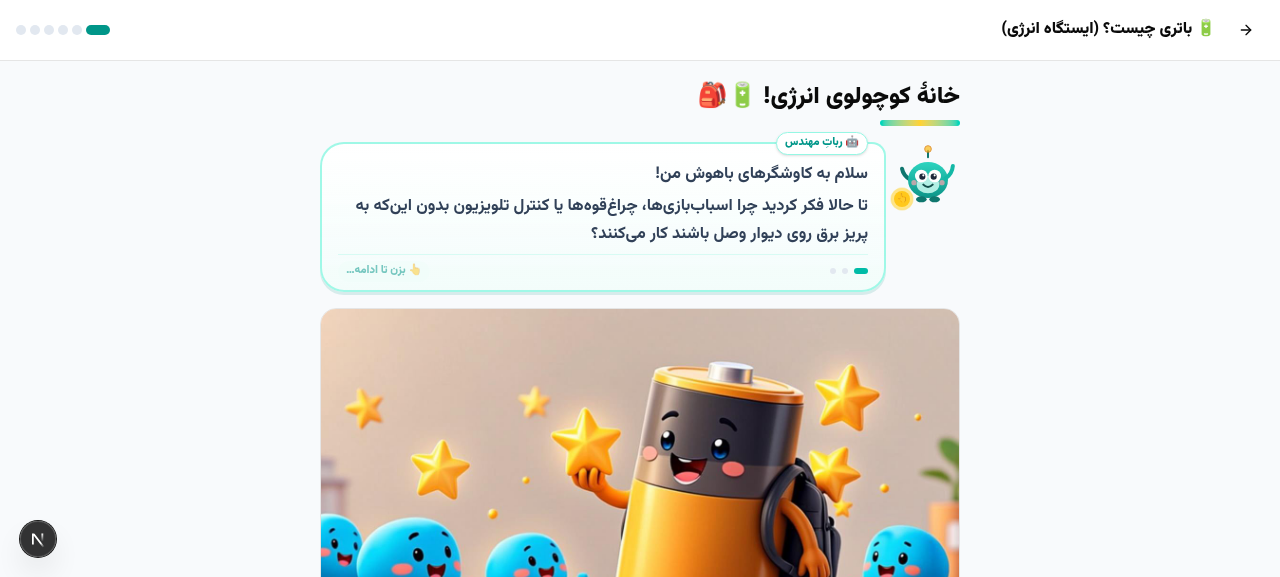 🔋 باتری چیست؟ (ایستگاه انرژی)
خانهٔ کوچولوی انرژی! 🔋🎒
🤖 ربات مهندس
سلام به کاوشگرهای باهوش من!
تا حالا فکر کردید چرا اسباب‌بازی‌ها، چراغ‌قوه‌ها یا کنترل تلویزیون بدون این‌که به
پریز برق روی دیوار وصل باشند کار می‌کنند؟
👆 بزن تا ادامه...
N